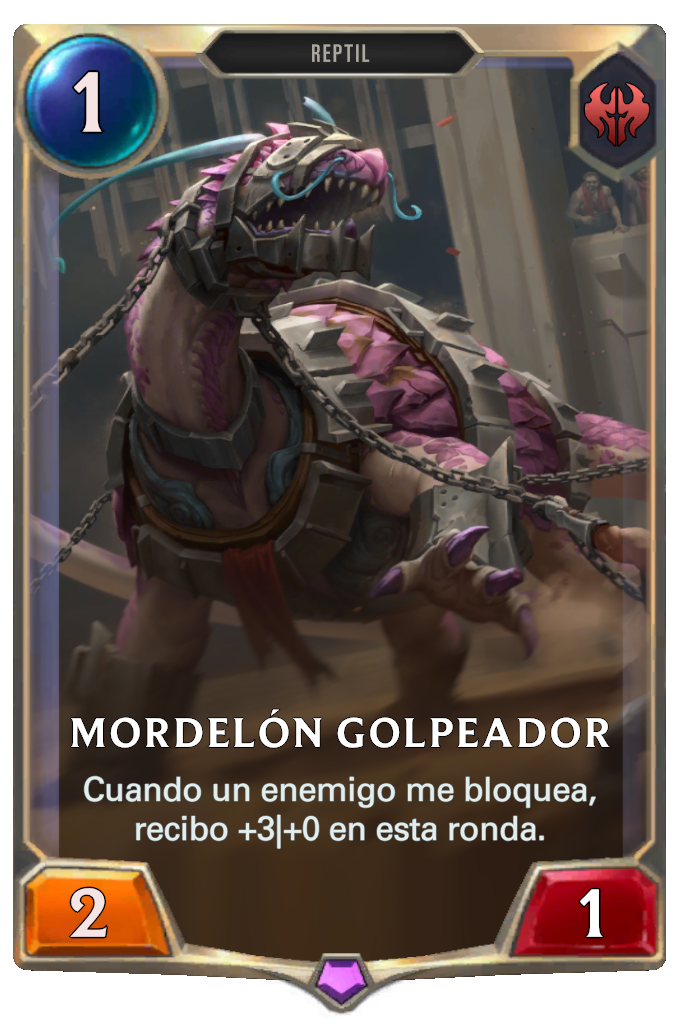 REPTIL
1
MORDELÓN GOLPEADOR
Cuando un enemigo me bloquea,
recibo +3|+0 en esta ronda.
2
1